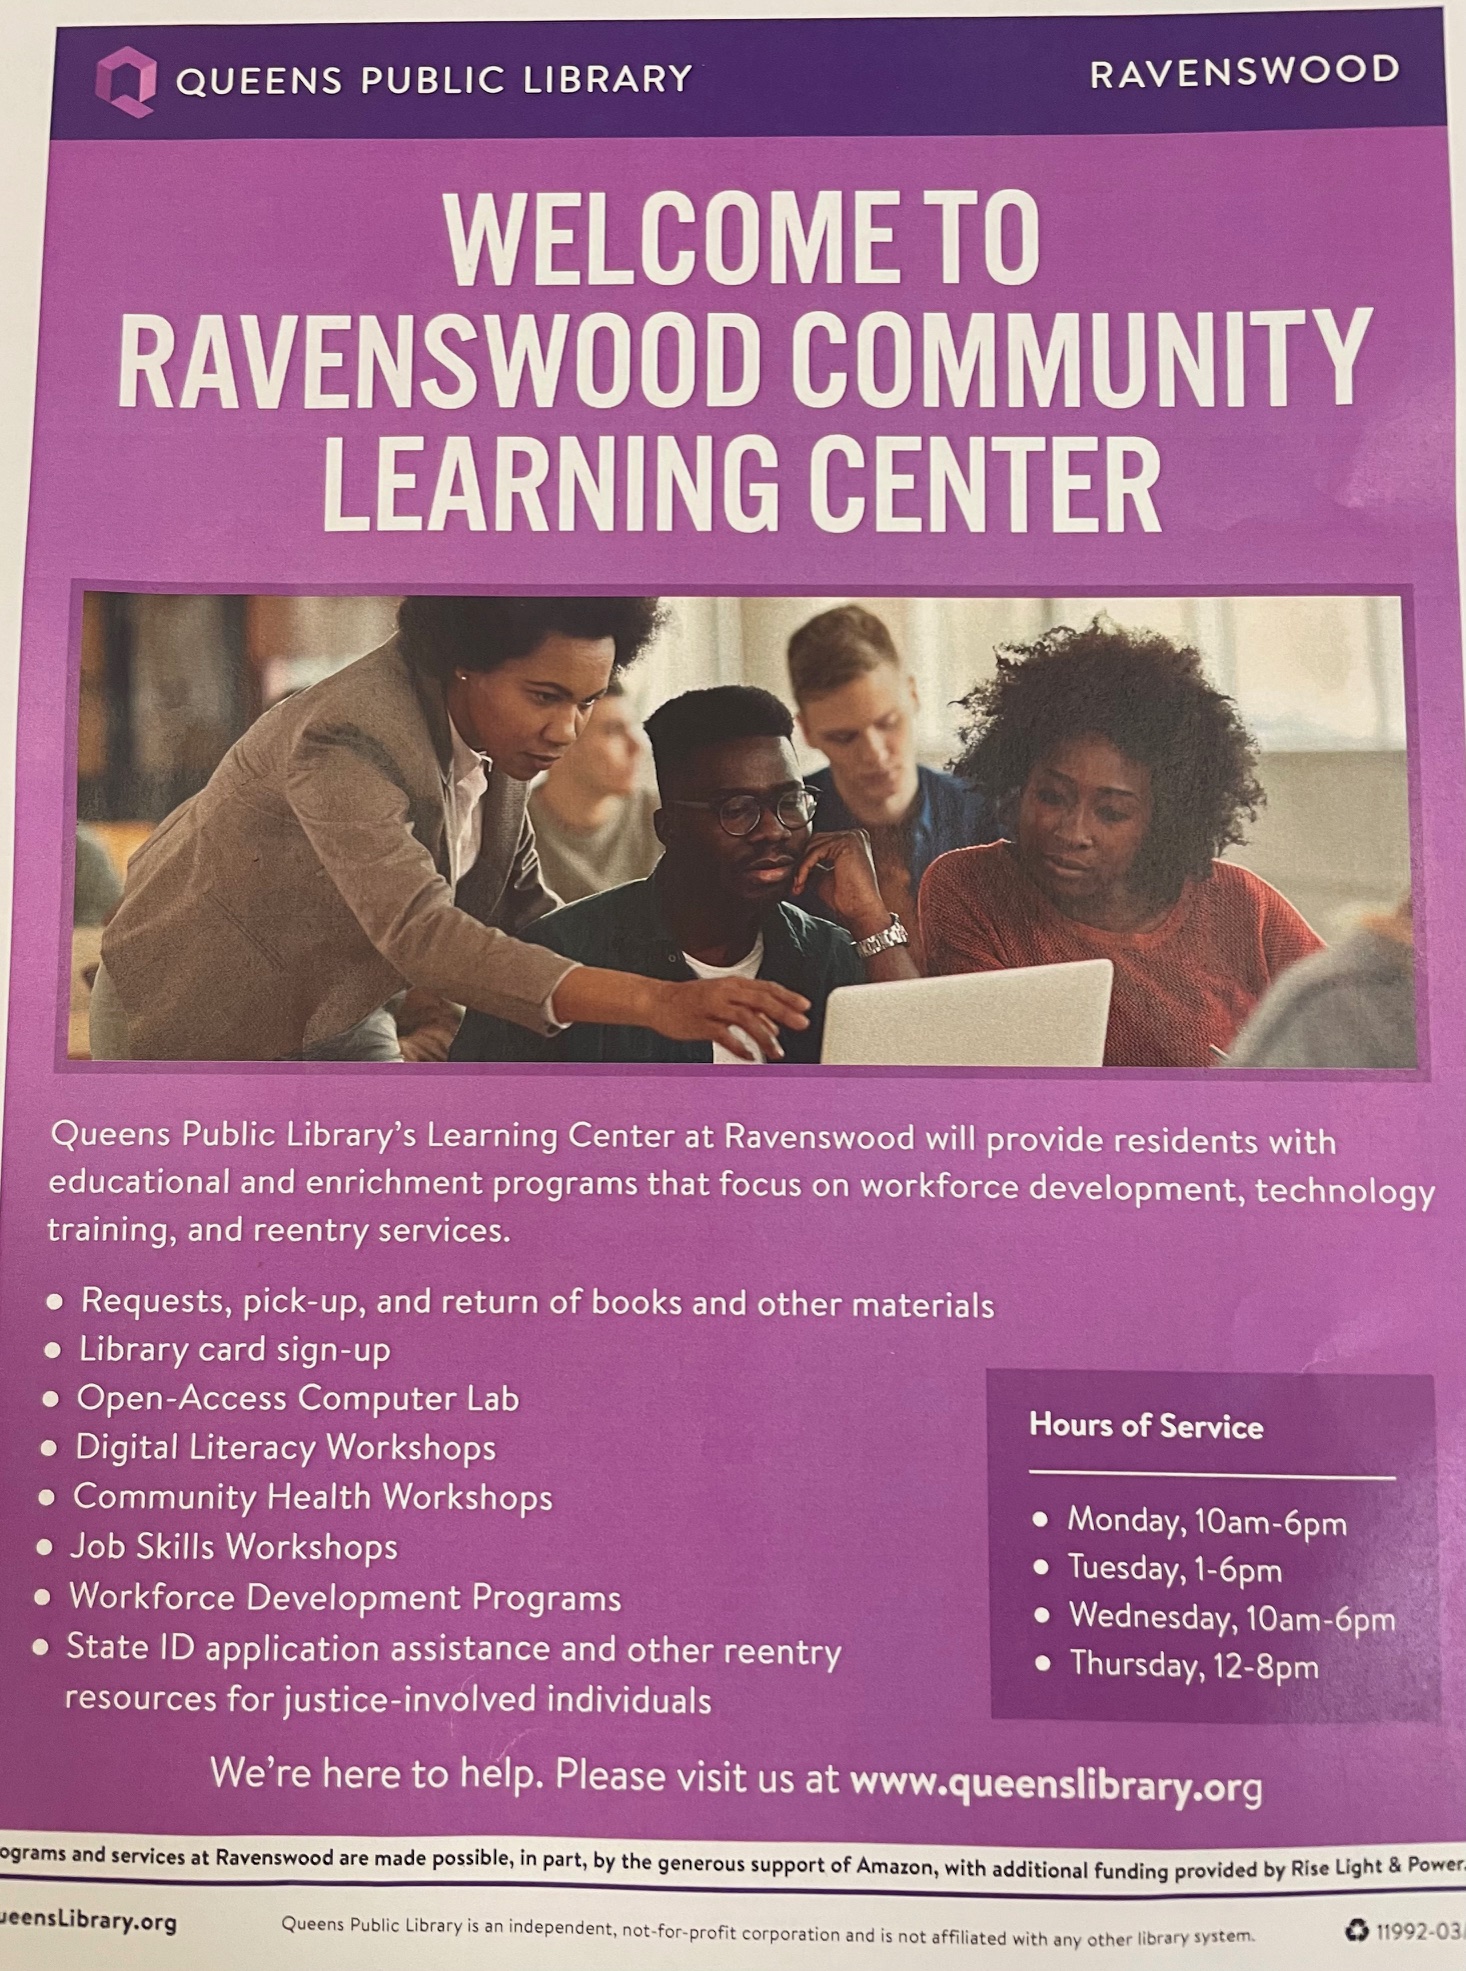 QUEENS PUBLIC LIBRARY
RAVENSWOOD
WELCOME TO
RAVENSWOOD COMMUNITY
LEARNING CENTER
Queens Public Library's Learning Center at Ravenswood will provide residents with
educational and enrichment programs that focus on workforce development, technology
training, and reentry services.
• Requests, pick-up, and return of books and other materials
• Library card sign-up
• Open-Access Computer Lab
• Digital Literacy Workshops
• Community Health Workshops
• Job Skills Workshops
• Workforce Development Programs
• State ID application assistance and other reentry
resources for justice-involved individuals
Hours of Service
• Monday, 10am-6pm
• Tuesday, 1-6pm
• Wednesday, 10am-6pm
• Thursday, 12-8pm
We're here to help. Please visit us at www.queenslibrary.org
ograms and services at Ravenswood are made possible, in part, by the generous support of Amazon, with additional funding provided by Rise Light & Power.
ueensLibrary.org
Queens Public Library is an independent, not-for-profit corporation and is not affiliated with any other library system.
11992-03